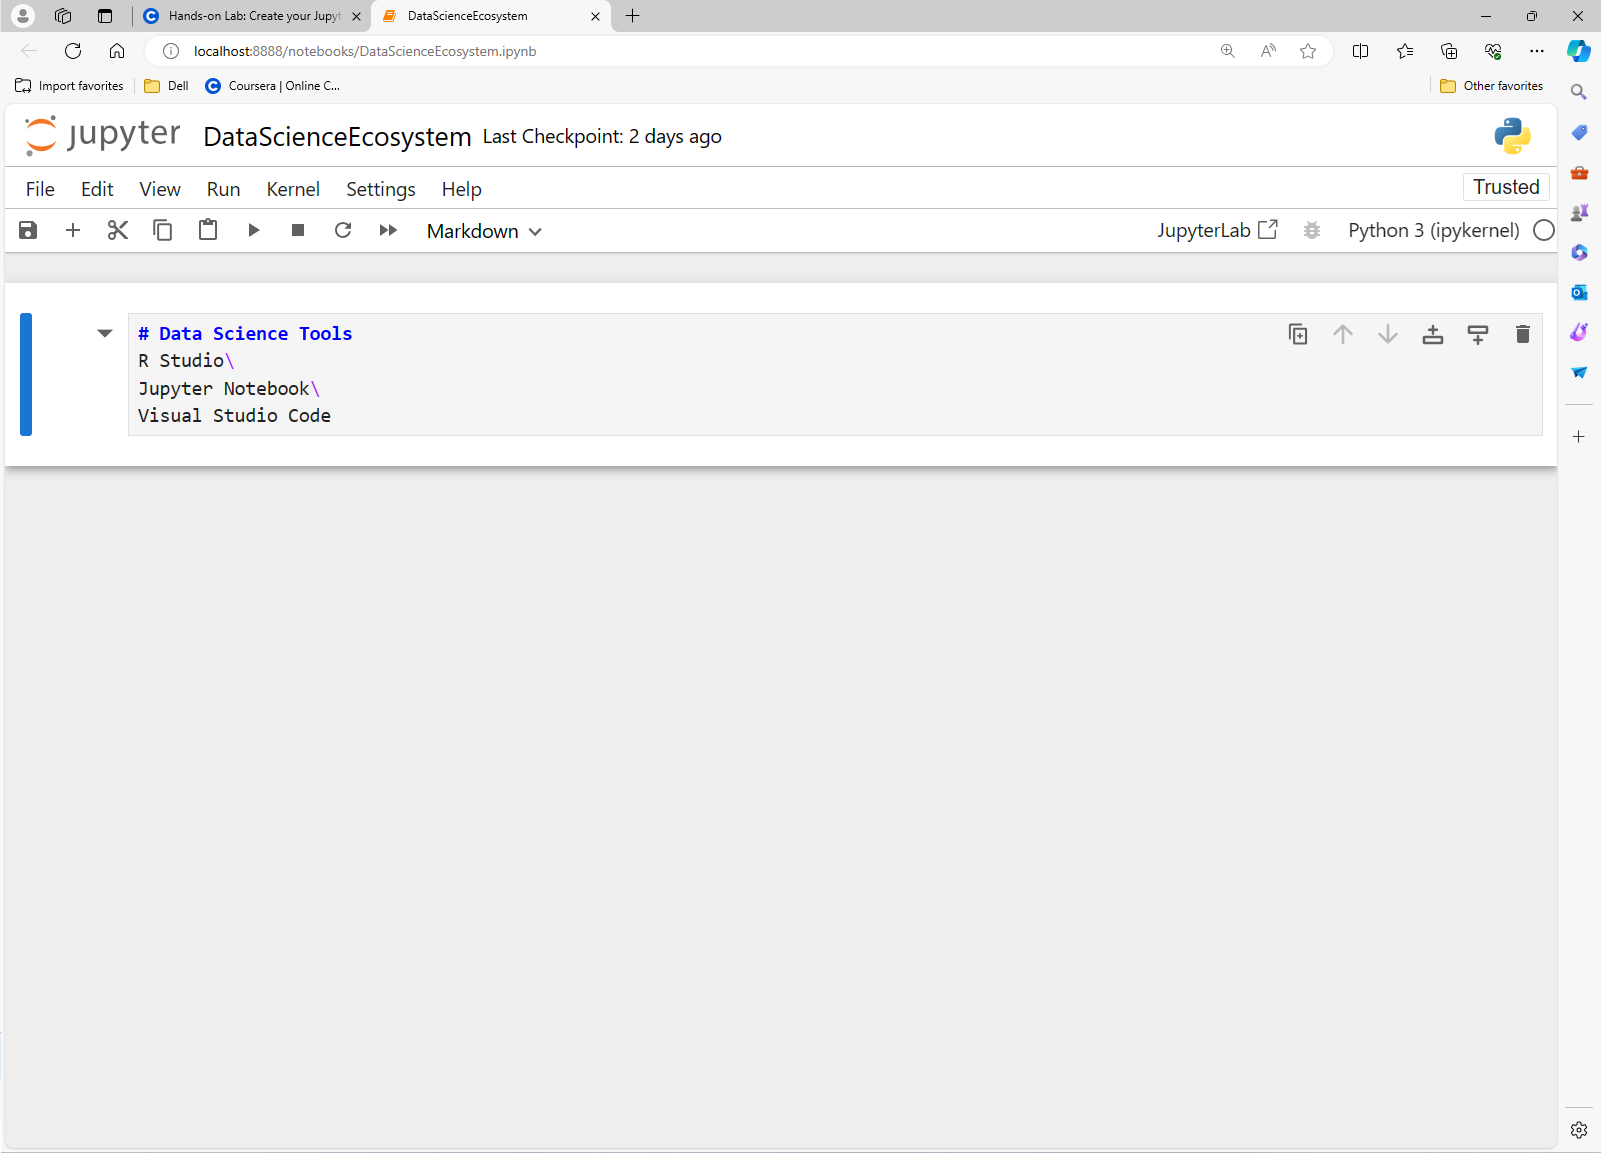 Hands-on Lab: Create your Jupyt
DataScienceEcosystem
localhost:8888/notebooks/DataScienceEcosystem.ipynb
Import favorites
Dell
Coursera | Online C...
Other favorites
jupyter DataScienceEcosystem Last Checkpoint: 2 days ago
File Edit View Run Kernel Settings Help
Trusted
Markdown
JupyterLab
Python 3 (ipykernel)
# Data Science Tools
R Studio\
Jupyter Notebook\
Visual Studio Code